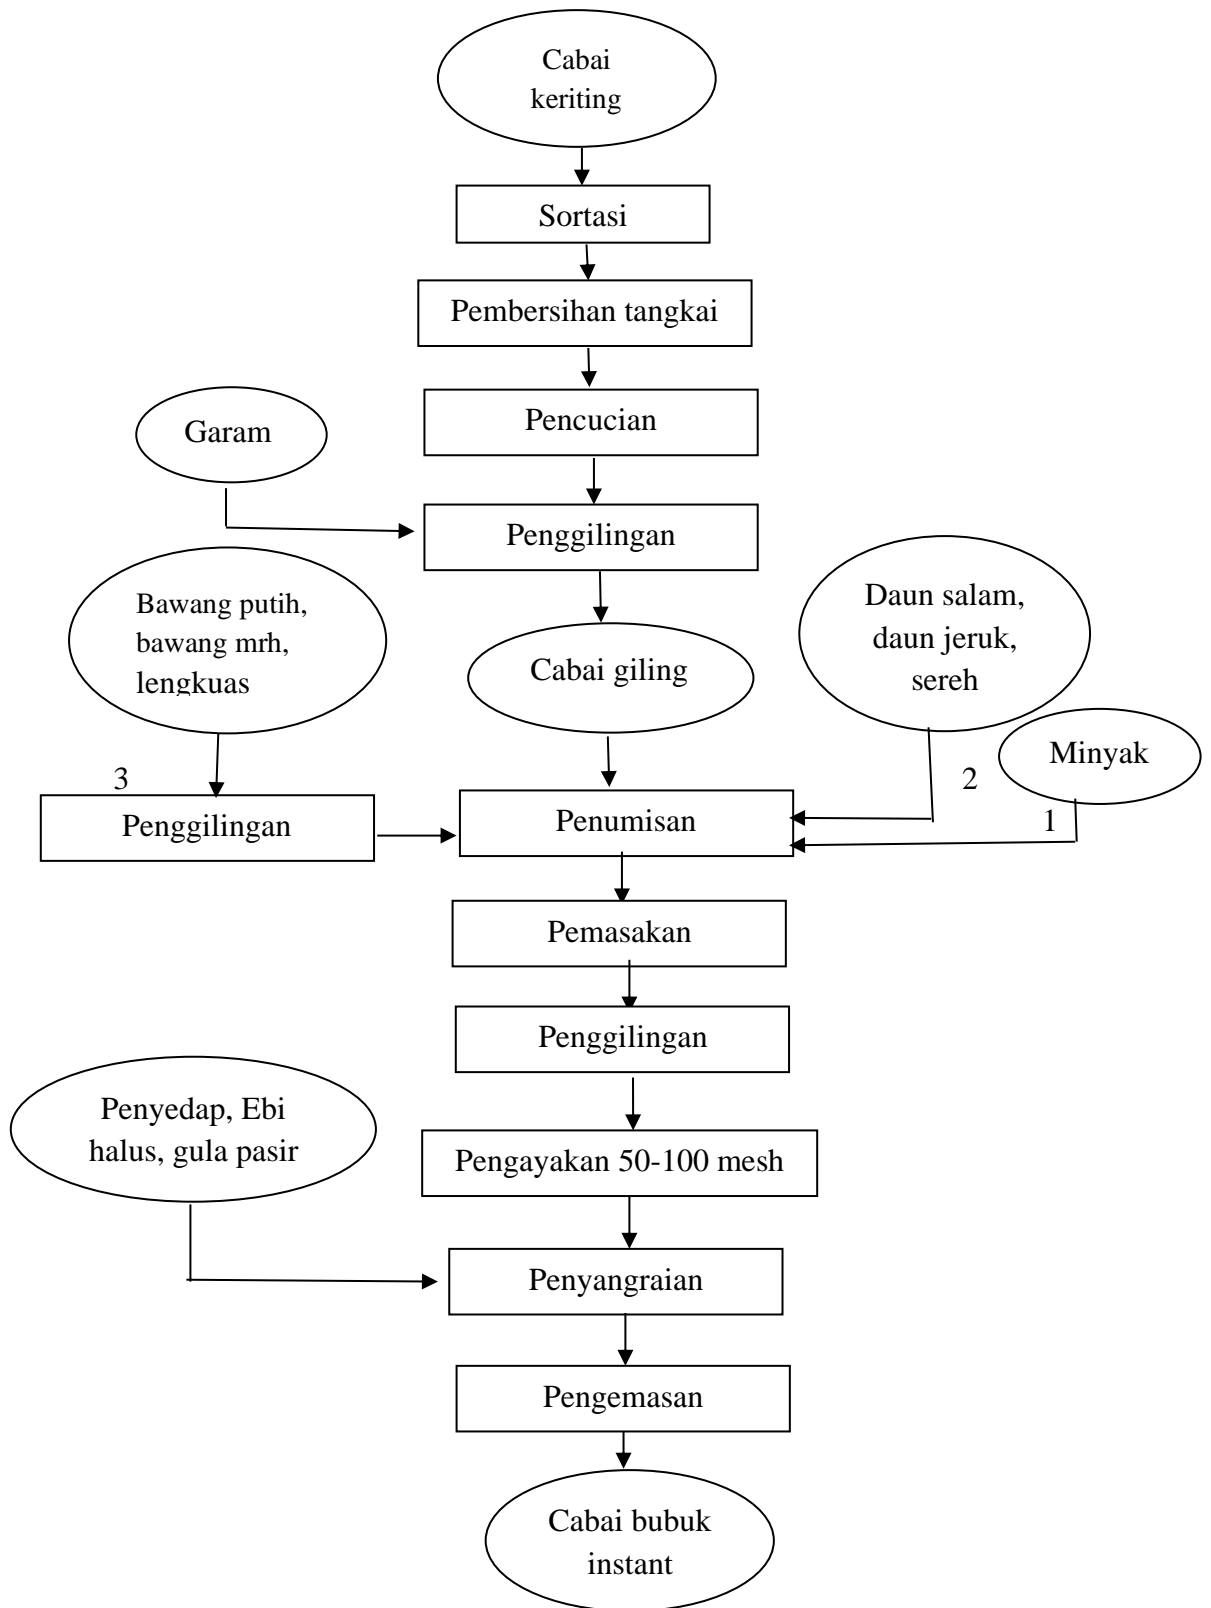 Cabai
keriting
Sortasi
Pembersihan tangkai
Pencucian
Garam
Penggilingan
Bawang putih,
bawang mrh,
lengkuas
Cabai giling
Daun salam,
daun jeruk,
sereh
Minyak
3
2
1
Penggilingan
Penumisan
Pemasakan
Penggilingan
Penyedap, Ebi
halus, gula pasir
Pengayakan 50-100 mesh
Penyangraian
Pengemasan
Cabai bubuk
instant